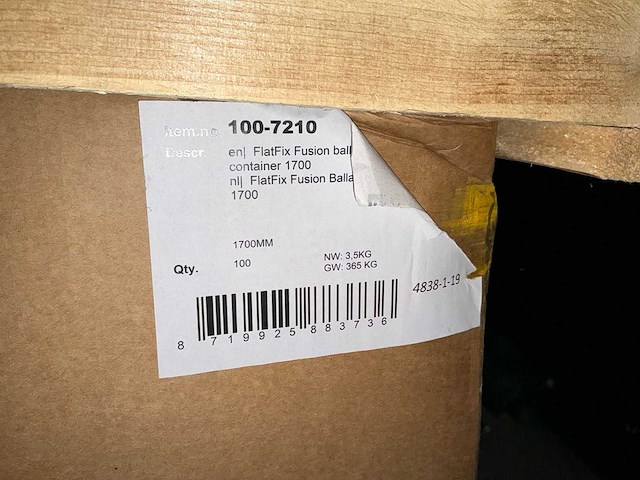 Item.no 100-7210
Descr. en| FlatFix Fusion ball
container 1700
nl| FlatFix Fusion Balla
1700
1700MM
Qty. 100
NW: 3,5KG
GW: 365 KG
4838-1-19
8 719925 883736